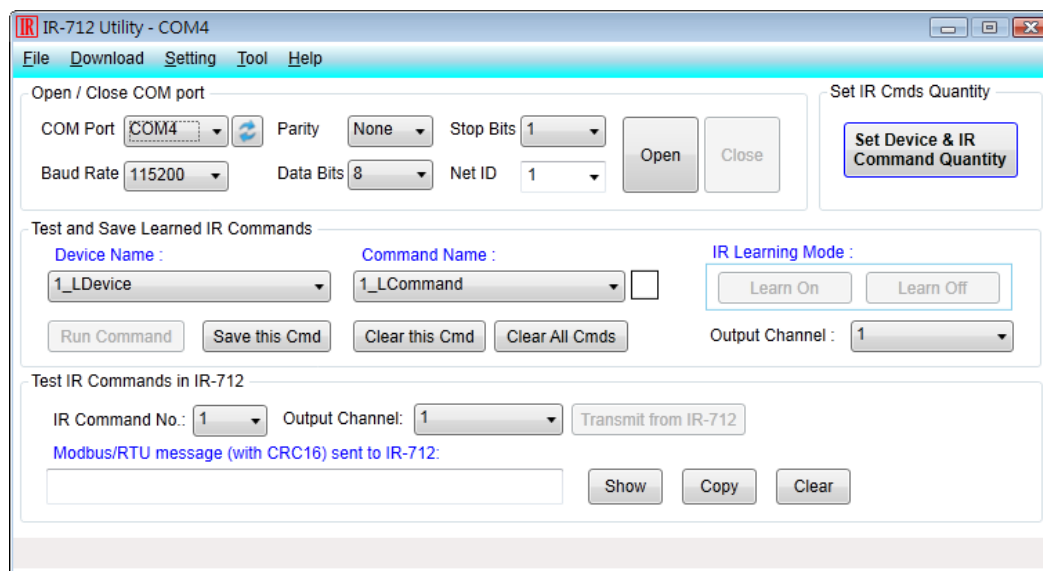 IR IR-712 Utility - COM4
File Download Setting Tool Help
Open / Close COM port
Set IR Cmds Quantity
COM Port COM4 Parity None Stop Bits 1
Open Close
Set Device & IR
Command Quantity
Baud Rate 115200 Data Bits 8 Net ID 1
Test and Save Learned IR Commands
Device Name : Command Name : IR Learning Mode :
1_LDevice 1_LCommand Learn On Learn Off
Run Command Save this Cmd Clear this Cmd Clear All Cmds Output Channel : 1
Test IR Commands in IR-712
IR Command No.: 1 Output Channel: 1 Transmit from IR-712
Modbus/RTU message (with CRC16) sent to IR-712:
Show Copy Clear